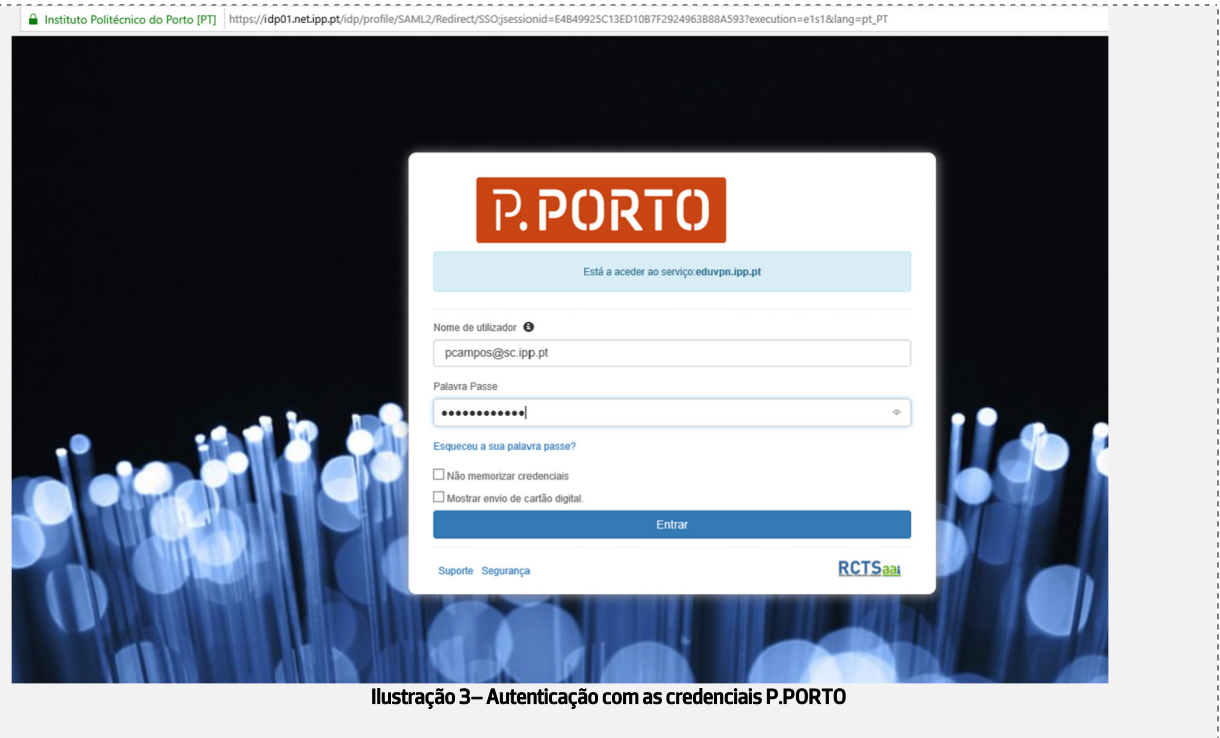 Instituto Politécnico do Porto [PT] https://idp01.net.ipp.pt/idp/profile/SAML2/Redirect/SSO;jsessionid=E4B49925C13ED10B7F2924963B88A593?execution=e1s1&lang=pt_PT
P.PORTO
Está a aceder ao serviço:eduvpn.ipp.pt
Nome de utilizador
pcampos@sc.ipp.pt
Palavra Passe
••••••••••••
Esqueceu a sua palavra passe?
Não memorizar credenciais
Mostrar envio de cartão digital.
Entrar
Suporte Segurança RCTSaai
Ilustração 3– Autenticação com as credenciais P.PORTO